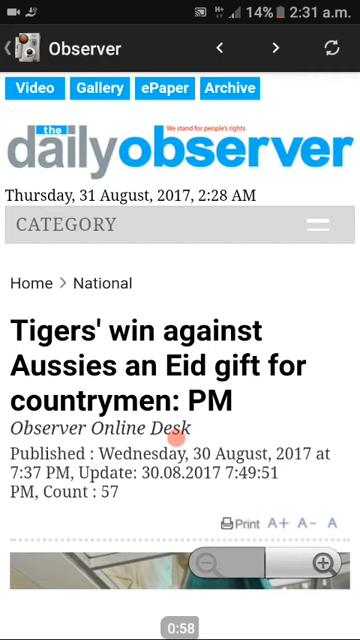 H+ 14% 2:31 a.m.
Observer
Video Gallery ePaper Archive
We stand for people's rights
the
dailyobserver
Thursday, 31 August, 2017, 2:28 AM
CATEGORY
Home > National
Tigers' win against
Aussies an Eid gift for
countrymen: PM
Observer Online Desk
Published : Wednesday, 30 August, 2017 at
7:37 PM, Update: 30.08.2017 7:49:51
PM, Count : 57
Print A+ A- A
0:58